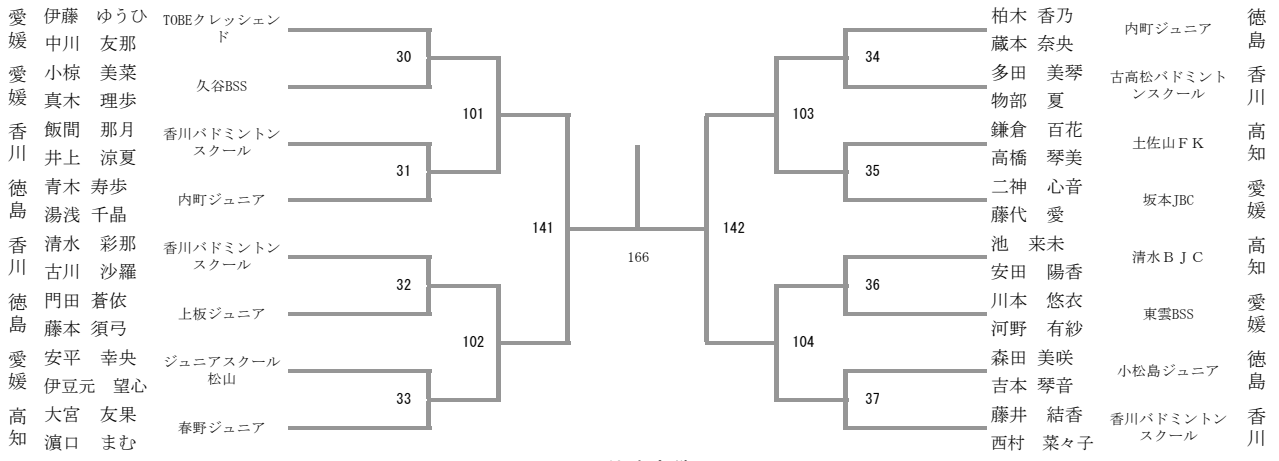 愛媛
伊藤 ゆうひ
中川 友那
TOBEクレッシェン
ド
30
愛媛
小椋 美菜
真木 理歩
久谷BSS
101
香川
飯間 那月
井上 涼夏
香川バドミントン
スクール
31
徳島
青木 寿歩
湯浅 千晶
内町ジュニア
141
香川
清水 彩那
古川 沙羅
香川バドミントン
スクール
32
徳島
門田 蒼依
藤本 須弓
上板ジュニア
102
愛媛
安平 幸央
伊豆元 望心
ジュニアスクール
松山
33
高知
大宮 友果
濵口 まむ
春野ジュニア
166
柏木 香乃
蔵本 奈央
内町ジュニア
徳島
34
多田 美琴
物部 夏
古高松バドミント
ンスクール
香川
103
鎌倉 百花
高橋 琴美
土佐山FK
高知
35
二神 心音
藤代 愛
坂本JBC
愛媛
142
池 来未
安田 陽香
清水BJC
高知
36
川本 悠衣
河野 有紗
東雲BSS
愛媛
104
森田 美咲
吉本 琴音
小松島ジュニア
徳島
37
藤井 結香
西村 菜々子
香川バドミントン
スクール
香川